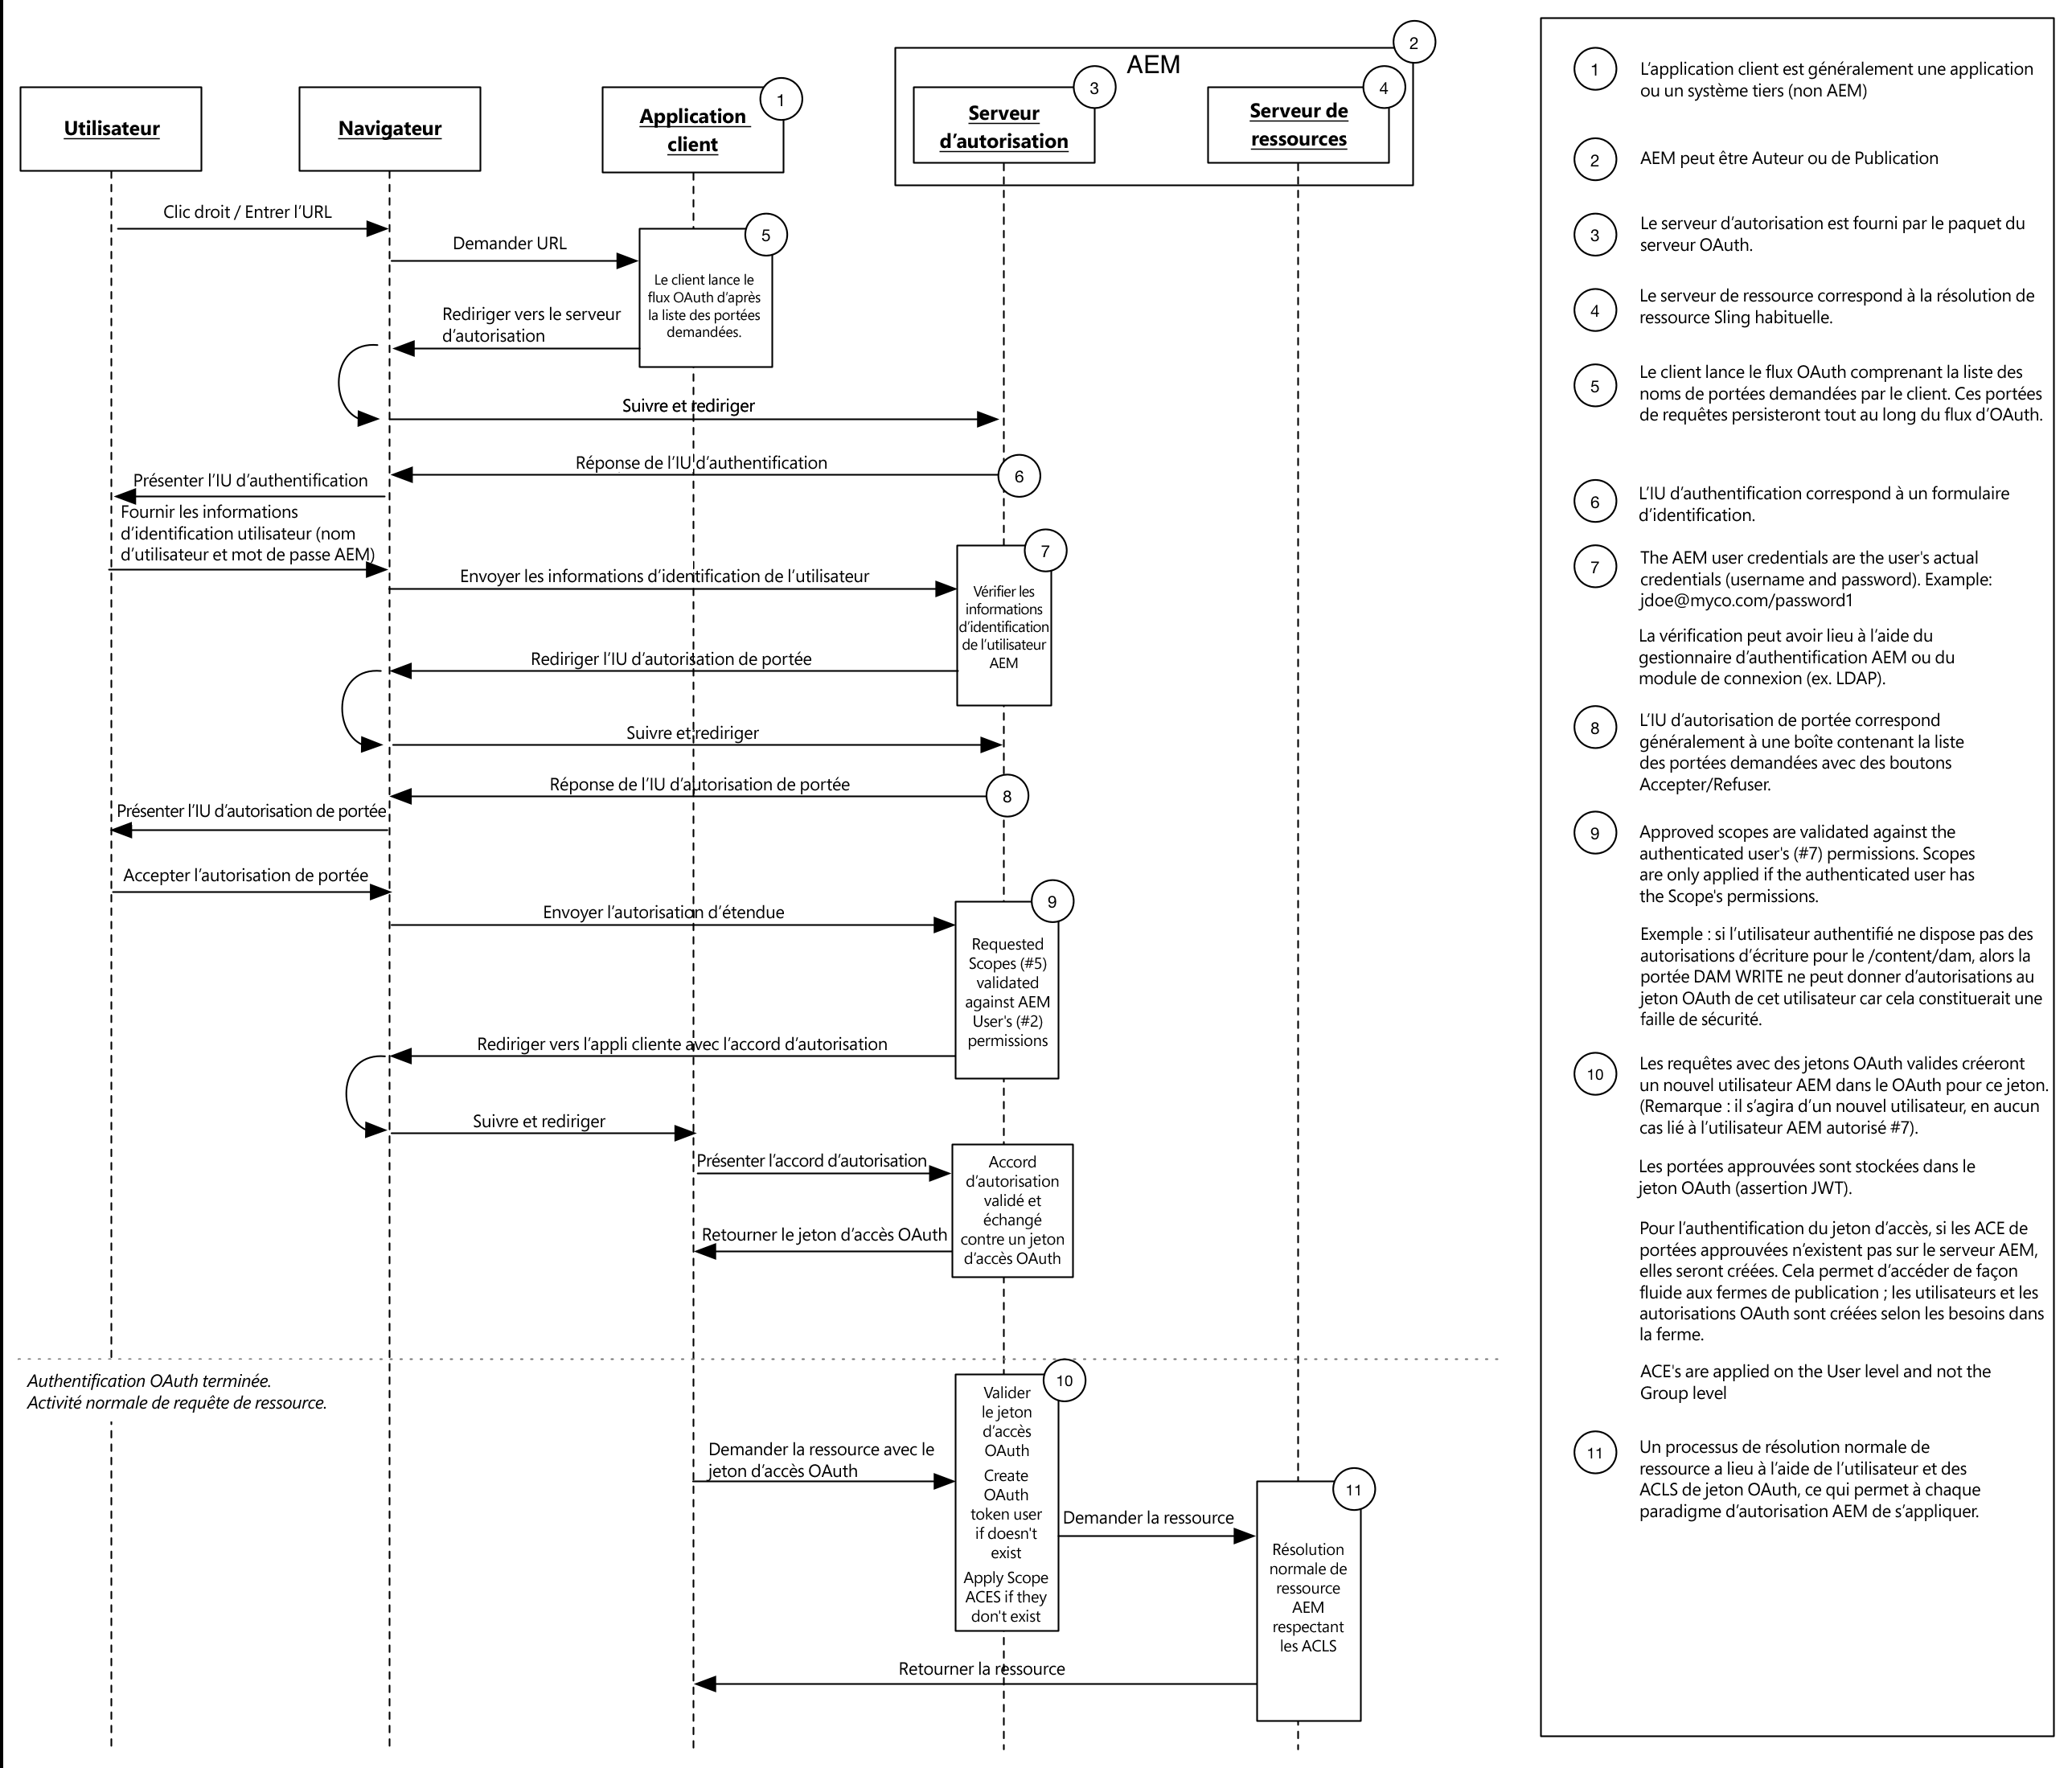 AEM
2
Utilisateur
Navigateur
Application
client
1
Serveur
d'autorisation
3
Serveur de
ressources
4
Clic droit / Entrer l'URL
Demander URL
5
Le client lance le
flux OAuth d'après
la liste des portées
demandées.
Rediriger vers le serveur
d'autorisation
Suivre et rediriger
Réponse de l'IU d'authentification
6
Présenter l'IU d'authentification
Fournir les informations
d'identification utilisateur (nom
d'utilisateur et mot de passe AEM)
Envoyer les informations d'identification de l'utilisateur
7
Vérifier les
informations
d'identification
de l'utilisateur
AEM
Rediriger l'IU d'autorisation de portée
Suivre et rediriger
Réponse de l'IU d'autorisation de portée
8
Présenter l'IU d'autorisation de portée
Accepter l'autorisation de portée
Envoyer l'autorisation d'étendue
9
Requested
Scopes (#5)
validated
against AEM
User's (#2)
permissions
Rediriger vers l'appli cliente avec l'accord d'autorisation
Suivre et rediriger
Présenter l'accord d'autorisation
Accord
d'autorisation
validé et
échangé
contre un jeton
d'accès OAuth
Retourner le jeton d'accès OAuth
Authentification OAuth terminée.
Activité normale de requête de ressource.
10
Valider
le jeton
d'accès
OAuth
Create
OAuth
token user
if doesn't
exist
Apply Scope
ACES if they
don't exist
Demander la ressource avec le
jeton d'accès OAuth
Demander la ressource
11
Résolution
normale de
ressource
AEM
respectant
les ACLS
Retourner la ressource
1
L'application client est généralement une application
ou un système tiers (non AEM)
2
AEM peut être Auteur ou de Publication
3
Le serveur d'autorisation est fourni par le paquet du
serveur OAuth.
4
Le serveur de ressource correspond à la résolution de
ressource Sling habituelle.
5
Le client lance le flux OAuth comprenant la liste des
noms de portées demandées par le client. Ces portées
de requêtes persisteront tout au long du flux d'OAuth.
6
L'IU d'authentification correspond à un formulaire
d'identification.
7
The AEM user credentials are the user's actual
credentials (username and password). Example:
jdoe@myco.com/password1
La vérification peut avoir lieu à l'aide du
gestionnaire d'authentification AEM ou du
module de connexion (ex. LDAP).
8
L'IU d'autorisation de portée correspond
généralement à une boîte contenant la liste
des portées demandées avec des boutons
Accepter/Refuser.
9
Approved scopes are validated against the
authenticated user's (#7) permissions. Scopes
are only applied if the authenticated user has
the Scope's permissions.
Exemple : si l'utilisateur authentifié ne dispose pas des
autorisations d'écriture pour le /content/dam, alors la
portée DAM WRITE ne peut donner d'autorisations au
jeton OAuth de cet utilisateur car cela constituerait une
faille de sécurité.
10
Les requêtes avec des jetons OAuth valides créeront
un nouvel utilisateur AEM dans le OAuth pour ce jeton.
(Remarque : il s'agira d'un nouvel utilisateur, en aucun
cas lié à l'utilisateur AEM autorisé #7).
Les portées approuvées sont stockées dans le
jeton OAuth (assertion JWT).
Pour l'authentification du jeton d'accès, si les ACE de
portées approuvées n'existent pas sur le serveur AEM,
elles seront créées. Cela permet d'accéder de façon
fluide aux fermes de publication ; les utilisateurs et les
autorisations OAuth sont créées selon les besoins dans
la ferme.
ACE's are applied on the User level and not the
Group level
11
Un processus de résolution normale de
ressource a lieu à l'aide de l'utilisateur et des
ACLS de jeton OAuth, ce qui permet à chaque
paradigme d'autorisation AEM de s'appliquer.